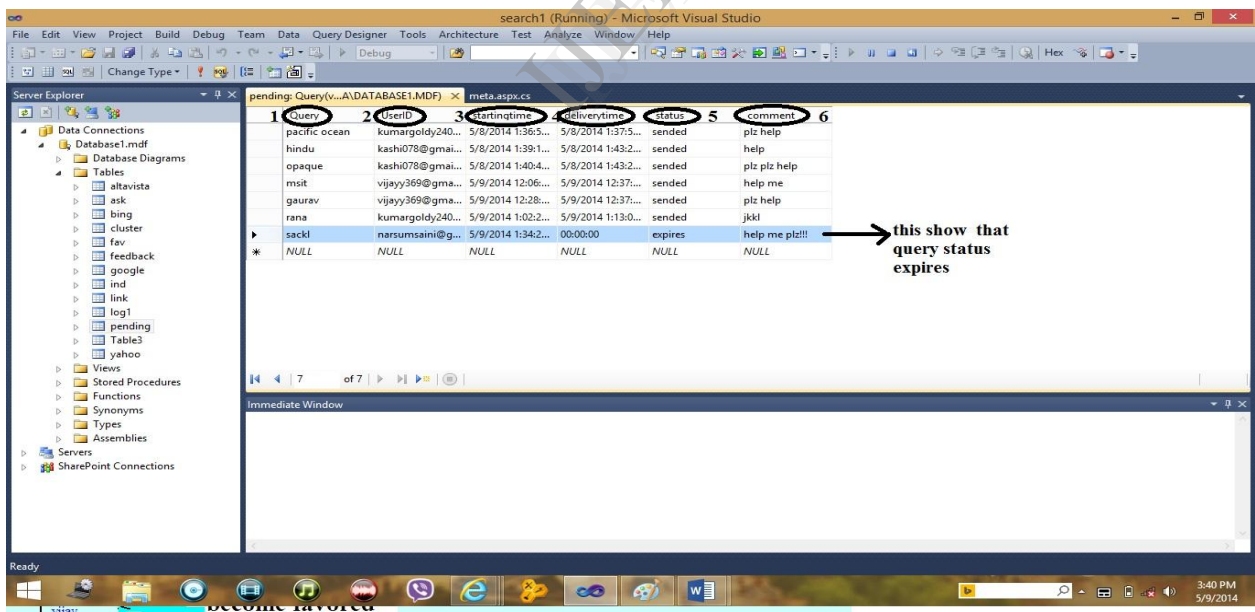 search1 (Running) - Microsoft Visual Studio
File Edit View Project Build Debug Team Data Query Designer Tools Architecture Test Analyze Window Help
Debug Hex
Change Type
Server Explorer
pending: Query(v...A\DATABASE1.MDF) meta.aspx.cs
Data Connections
Database1.mdf
Database Diagrams
Tables
altavista
ask
bing
cluster
fav
feedback
google
ind
link
log1
pending
Table3
yahoo
Views
Stored Procedures
Functions
Synonyms
Types
Assemblies
Servers
SharePoint Connections
1 Query 2 UserID 3 startingtime 4 deliverytime status 5 comment 6
pacific ocean kumargoldy240... 5/8/2014 1:36:5... 5/8/2014 1:37:5... sended plz help
hindu kashi078@gmai... 5/8/2014 1:39:1... 5/8/2014 1:43:2... sended help
opaque kashi078@gmai... 5/8/2014 1:40:4... 5/8/2014 1:43:2... sended plz plz help
msit vijayy369@gma... 5/9/2014 12:06:... 5/9/2014 12:37:... sended help me
gaurav vijayy369@gma... 5/9/2014 12:28:... 5/9/2014 12:37:... sended plz help
rana kumargoldy240... 5/9/2014 1:02:2... 5/9/2014 1:13:0... sended jkkl
sackl narsumsaini@g... 5/9/2014 1:34:2... 00:00:00 expires help me plz!!!
NULL NULL NULL NULL NULL NULL
this show that
query status
expires
7 of 7
Immediate Window
Ready
3:40 PM
5/9/2014
become favored